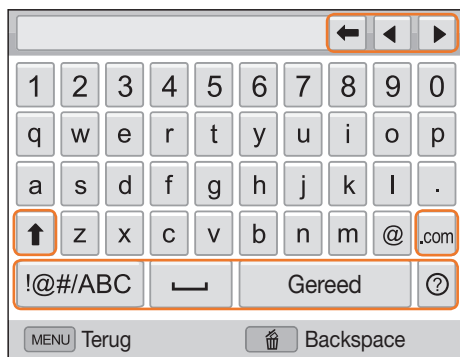 1 2 3 4 5 6 7 8 9 0
q w e r t y u i o p
a s d f g h j k l .
z x c v b n m @ .com
!@#/ABC Gereed ?
MENU Terug Backspace